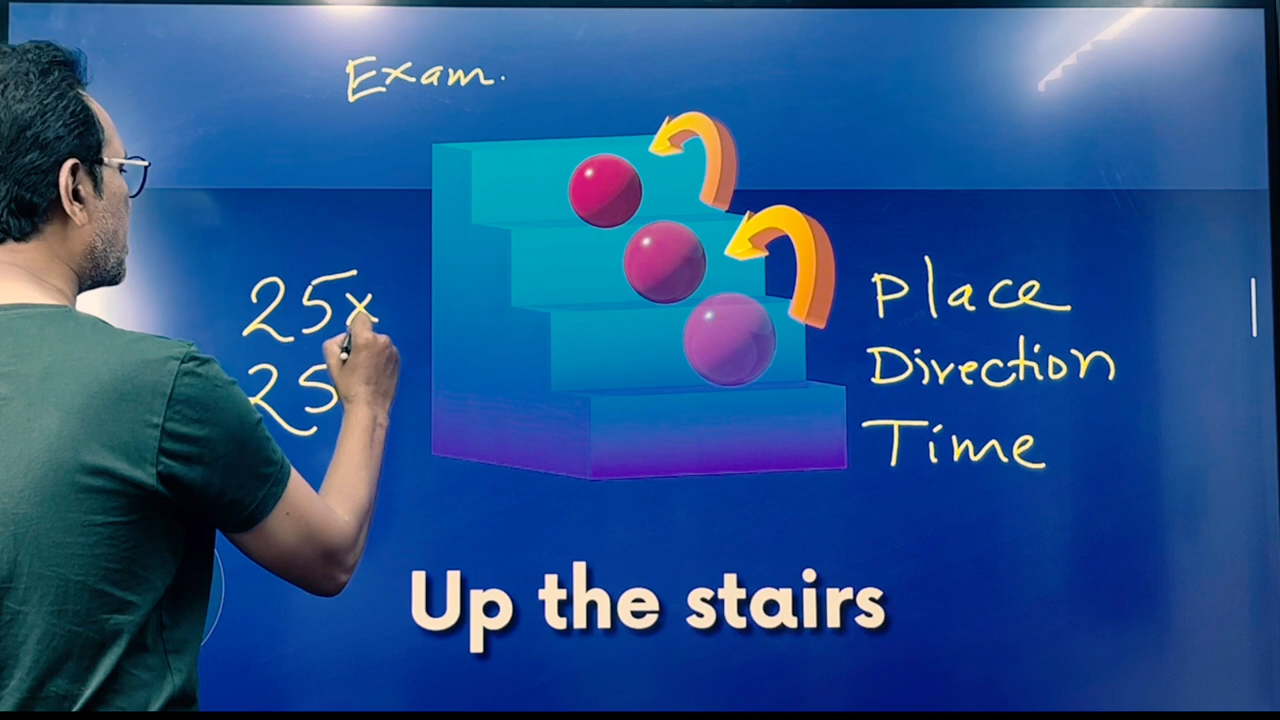 Exam.
25x
25
Place
Direction
Time
Up the stairs